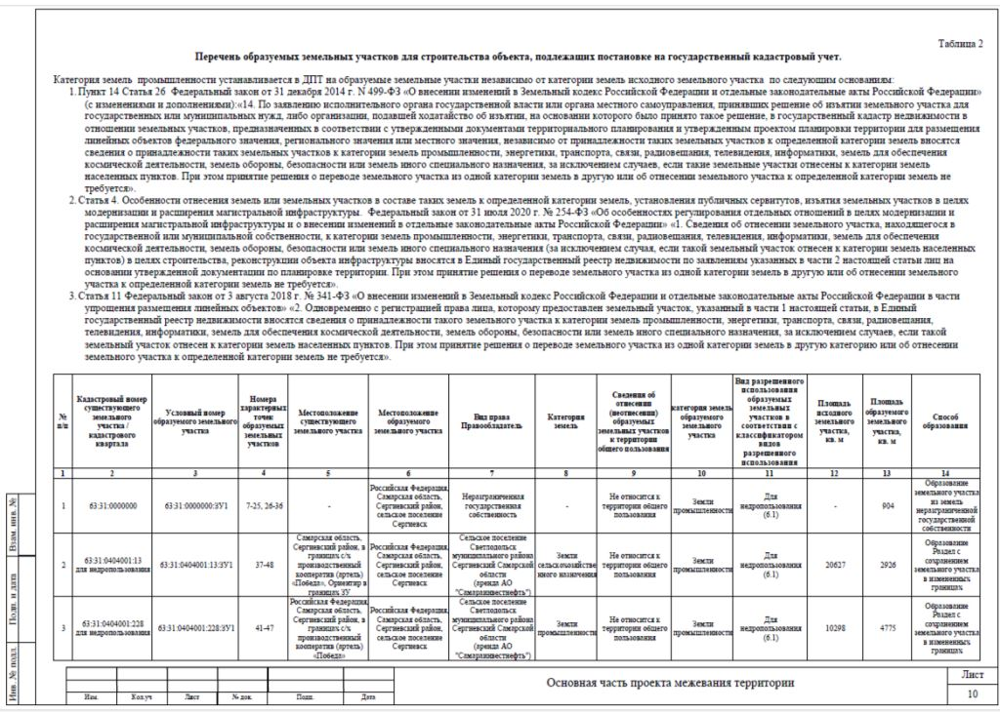 Таблица 2
Перечень образуемых земельных участков для строительства объекта, подлежащих постановке на государственный кадастровый учет.
Категория земель промышленности устанавливается в ДПТ на образуемые земельные участки независимо от категории земель исходного земельного участка по следующим основаниям:
1. Пункт 14 Статья 26 Федеральный закон от 31 декабря 2014 г. N 499-ФЗ «О внесении изменений в Земельный кодекс Российской Федерации и отдельные законодательные акты Российской Федерации»
(с изменениями и дополнениями):«14. По заявлению исполнительного органа государственной власти или органа местного самоуправления, принявших решение об изъятии земельного участка для
государственных или муниципальных нужд, либо организации, подавшей ходатайство об изъятии, на основании которого было принято такое решение, в государственный кадастр недвижимости в
отношении земельных участков, предназначенных в соответствии с утвержденными документами территориального планирования и утвержденным проектом планировки территории для размещения
линейных объектов федерального значения, регионального значения или местного значения, независимо от принадлежности таких земельных участков к определенной категории земель вносятся
сведения о принадлежности таких земельных участков к категории земель промышленности, энергетики, транспорта, связи, радиовещания, телевидения, информатики, земель для обеспечения
космической деятельности, земель обороны, безопасности или земель иного специального назначения, за исключением случаев, если такие земельные участки отнесены к категории земель
населенных пунктов. При этом принятие решения о переводе земельного участка из одной категории земель в другую или об отнесении земельного участка к определенной категории земель не
требуется».
2. Статья 4. Особенности отнесения земель или земельных участков в составе таких земель к определенной категории земель, установления публичных сервитутов, изъятия земельных участков в целях
модернизации и расширения магистральной инфраструктуры. Федеральный закон от 31 июля 2020 г. № 254-ФЗ «Об особенностях регулирования отдельных отношений в целях модернизации и
расширения магистральной инфраструктуры и о внесении изменений в отдельные законодательные акты Российской Федерации» «1. Сведения об отнесении земельного участка, находящегося в
государственной или муниципальной собственности, к категории земель промышленности, энергетики, транспорта, связи, радиовещания, телевидения, информатики, земель для обеспечения
космической деятельности, земель обороны, безопасности или земель иного специального назначения (за исключением случая, если такой земельный участок отнесен к категории земель населенных
пунктов) в целях строительства, реконструкции объекта инфраструктуры вносятся в Единый государственный реестр недвижимости по заявлениям указанных в части 2 настоящей статьи лиц на
основании утвержденной документации по планировке территории. При этом принятие решения о переводе земельного участка из одной категории земель в другую или об отнесении земельного
участка к определенной категории земель не требуется».
3. Статья 11 Федеральный закон от 3 августа 2018 г. № 341-ФЗ «О внесении изменений в Земельный кодекс Российской Федерации и отдельные законодательные акты Российской Федерации в части
упрощения размещения линейных объектов» «2. Одновременно с регистрацией права лица, которому предоставлен земельный участок, указанный в части 1 настоящей статьи, в Единый
государственный реестр недвижимости вносятся сведения о принадлежности такого земельного участка к категории земель промышленности, энергетики, транспорта, связи, радиовещания,
телевидения, информатики, земель для обеспечения космической деятельности, земель обороны, безопасности или земель иного специального назначения, за исключением случаев, если такой
земельный участок отнесен к категории земель населенных пунктов. При этом принятие решения о переводе земельного участка из одной категории земель в другую категорию или об отнесении
земельного участка к определенной категории земель не требуется».
№
п/п
Кадастровый номер
существующего
земельного
участка /
кадастрового
квартала
Условный номер
образуемого земельного
участка
Номера
характерных
точек
образуемых
земельных
участков
Местоположение
существующего
земельного участка
Местоположение
образуемого
земельного участка
Вид права
Правообладатель
Категория
земель
Сведения об
отнесении
(неотнесении)
образуемых
земельных участков
к территории
общего пользования
категория земель
образуемого
земельного
участка
Вид разрешенного
использования
образуемых
земельных
участков в
соответствии с
классификатором
видов
разрешенного
использования
Площадь
исходного
земельного
участка,
кв. м
Площадь
образуемого
земельного
участка,
кв. м
Способ
образования
1 2 3 4 5 6 7 8 9 10 11 12 13 14
1
63:31:0000000
63:31:0000000:ЗУ1
7-25, 26-36
-
Российская Федерация,
Самарская область,
Сергиевский район,
сельское поселение
Сергиевск
Неразграниченная
государственная
собственность
-
Не относится к
территории общего
пользования
Земли
промышленности
Для
недропользования
(6.1)
-
904
Образование
земельного участка
из земель
неразграниченной
государственной
собственности
2
63:31:0404001:13
для недропользования
63:31:0404001:13:ЗУ1
37-48
Самарская область,
Сергиевский район, в
границах с/х
производственный
кооператив (артель)
«Победа», Ориентир в
границах ЗУ
Российская Федерация,
Самарская область,
Сергиевский район,
сельское поселение
Сергиевск
Сельское поселение
Светлодольск
муниципального района
Сергиевский Самарской
области
(аренда АО
"Самараинвестнефть")
Земли
сельскохозяйстве
нного назначения
Не относится к
территории общего
пользования
Земли
промышленности
Для
недропользования
(6.1)
20627
2926
Образование
Раздел с
сохранением
земельного участка
в измененных
границах
3
63:31:0404001:228
для недропользования
63:31:0404001:228:ЗУ1
41-47
Российская Федерация,
Самарская область,
Сергиевский район, в
границах с/х
производственный
кооператив (артель)
«Победа»
Российская Федерация,
Самарская область,
Сергиевский район,
сельское поселение
Сергиевск
Сельское поселение
Светлодольск
муниципального района
Сергиевский Самарской
области
(аренда АО
"Самараинвестнефть")
Земли
промышленности
Не относится к
территории общего
пользования
Земли
промышленности
Для
недропользования
(6.1)
10298
4775
Образование
Раздел с
сохранением
земельного участка
в измененных
границах
Взам. инв. №
Подп. и дата
Инв. № подл.
Изм. Кол.уч Лист № док. Подп. Дата
Основная часть проекта межевания территории
Лист
10